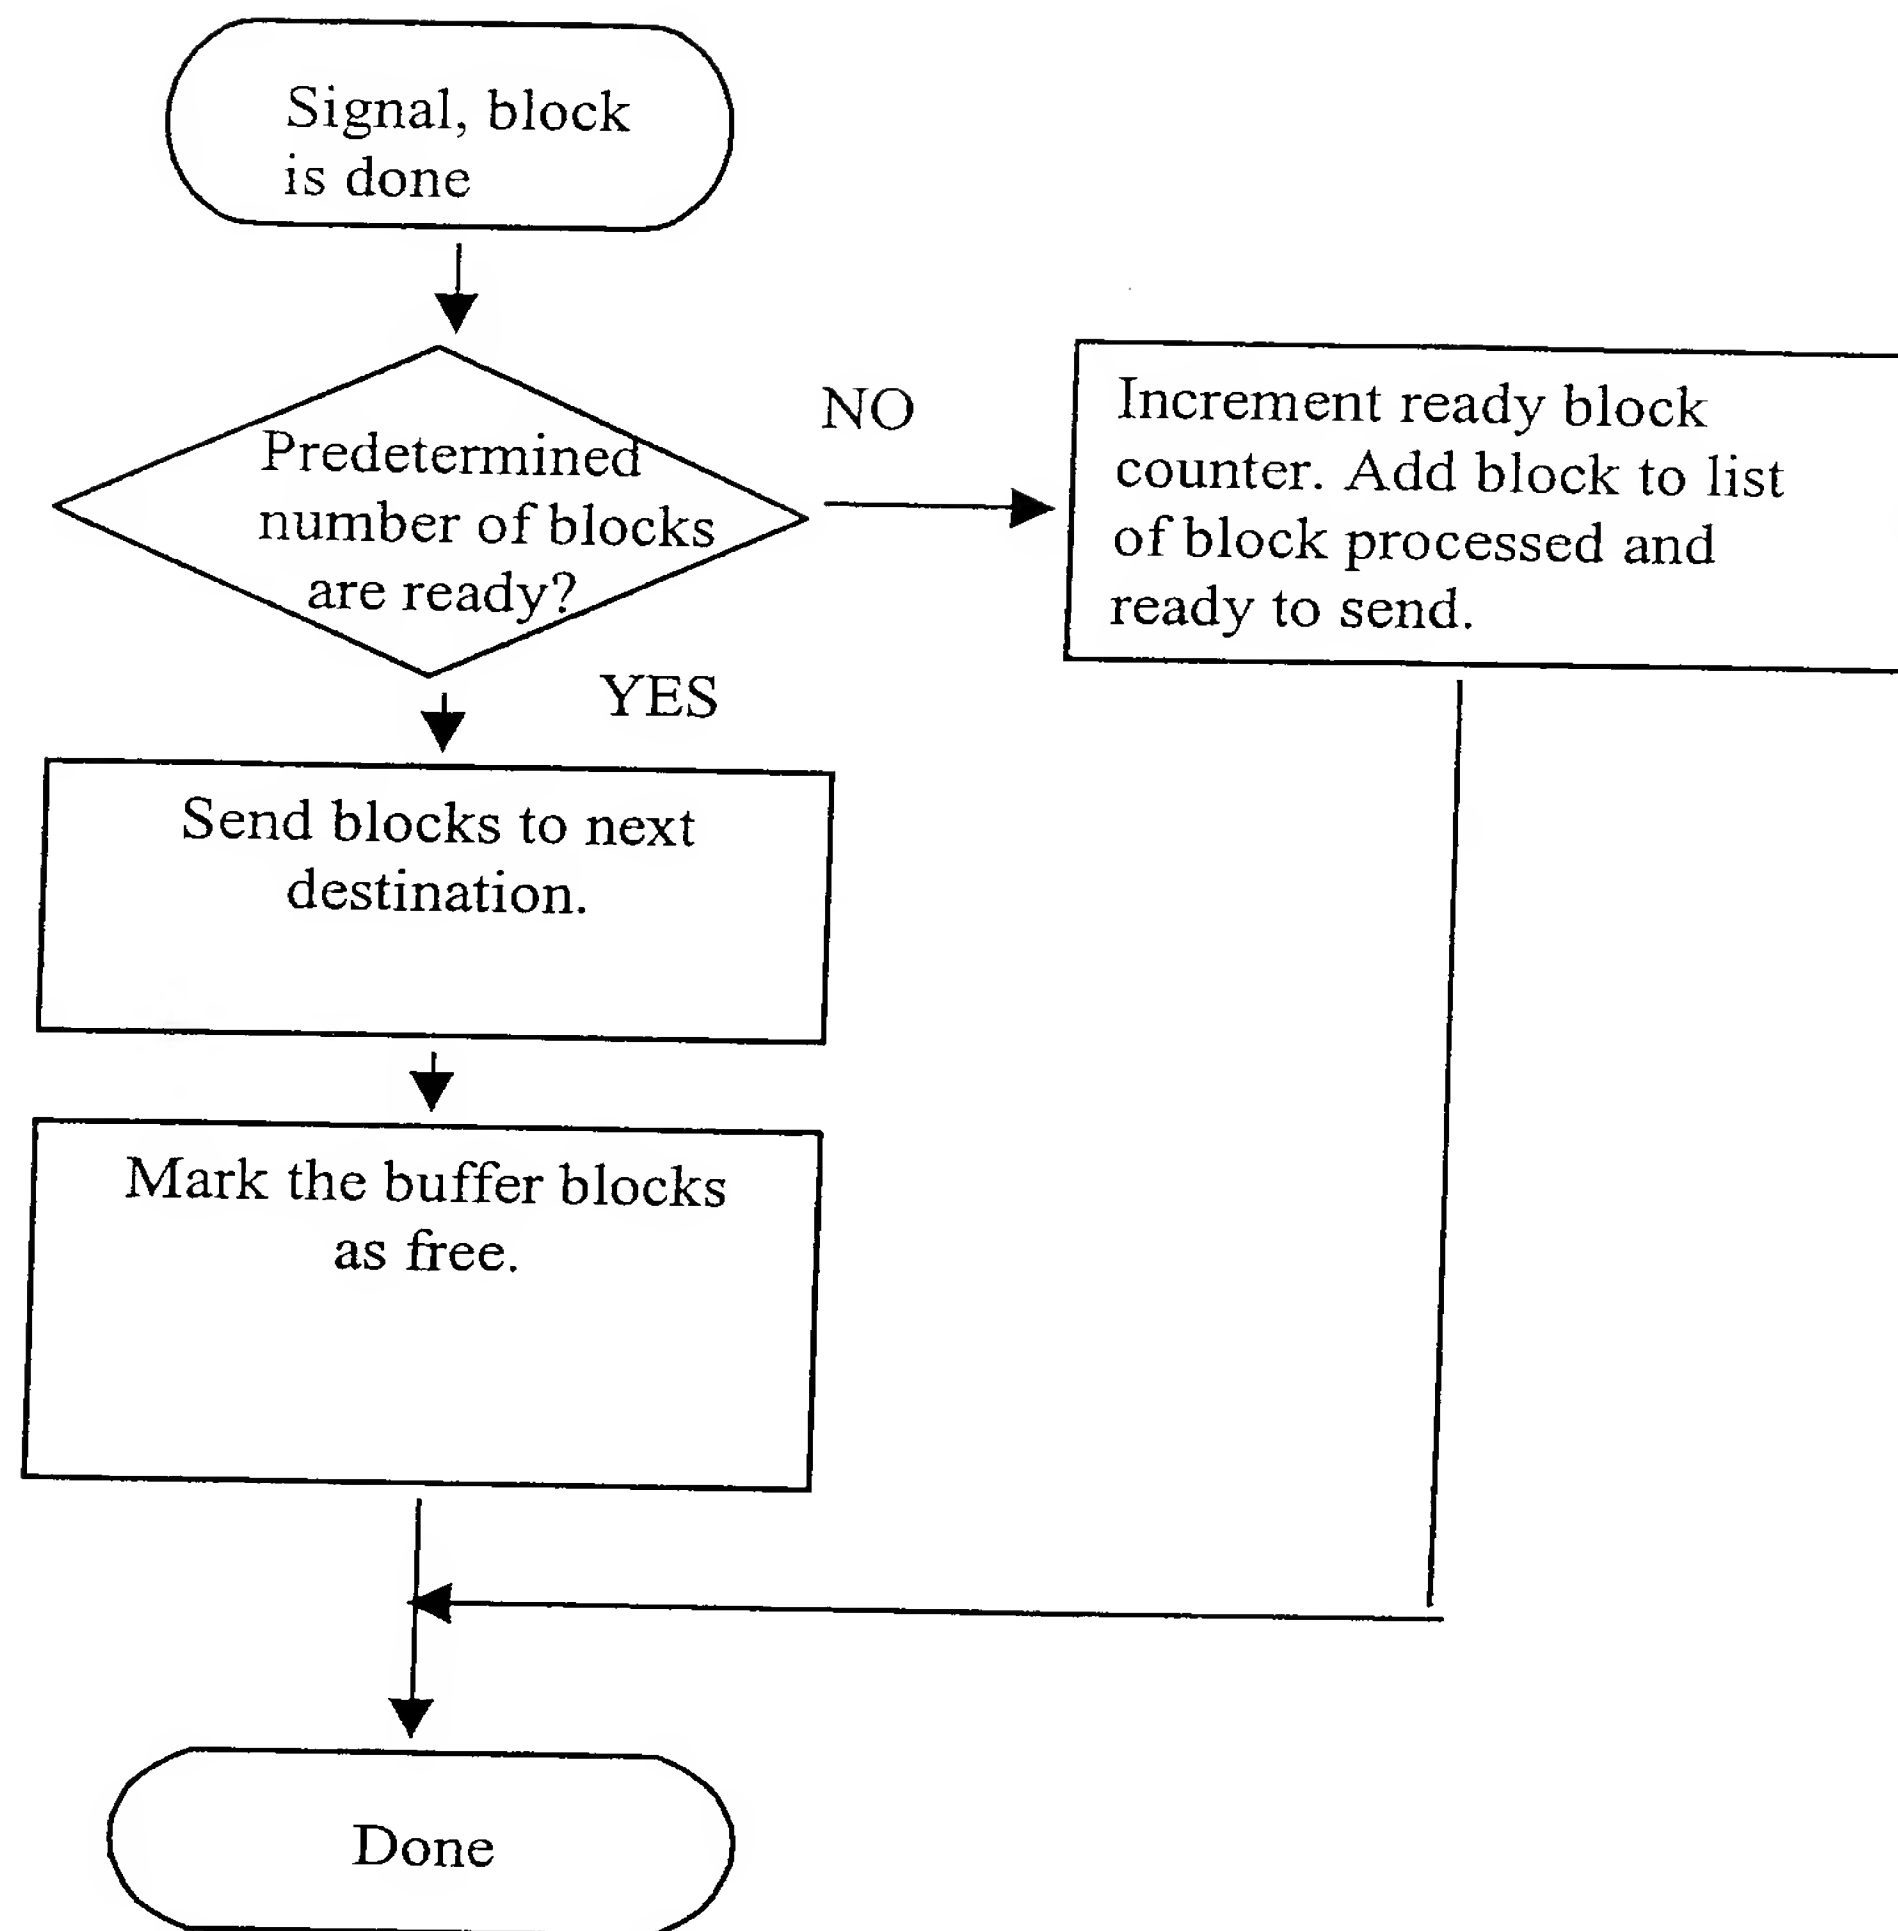 Signal, block
is done
Predetermined
number of blocks
are ready?
NO
Increment ready block
counter. Add block to list
of block processed and
ready to send.
YES
Send blocks to next
destination.
Mark the buffer blocks
as free.
Done